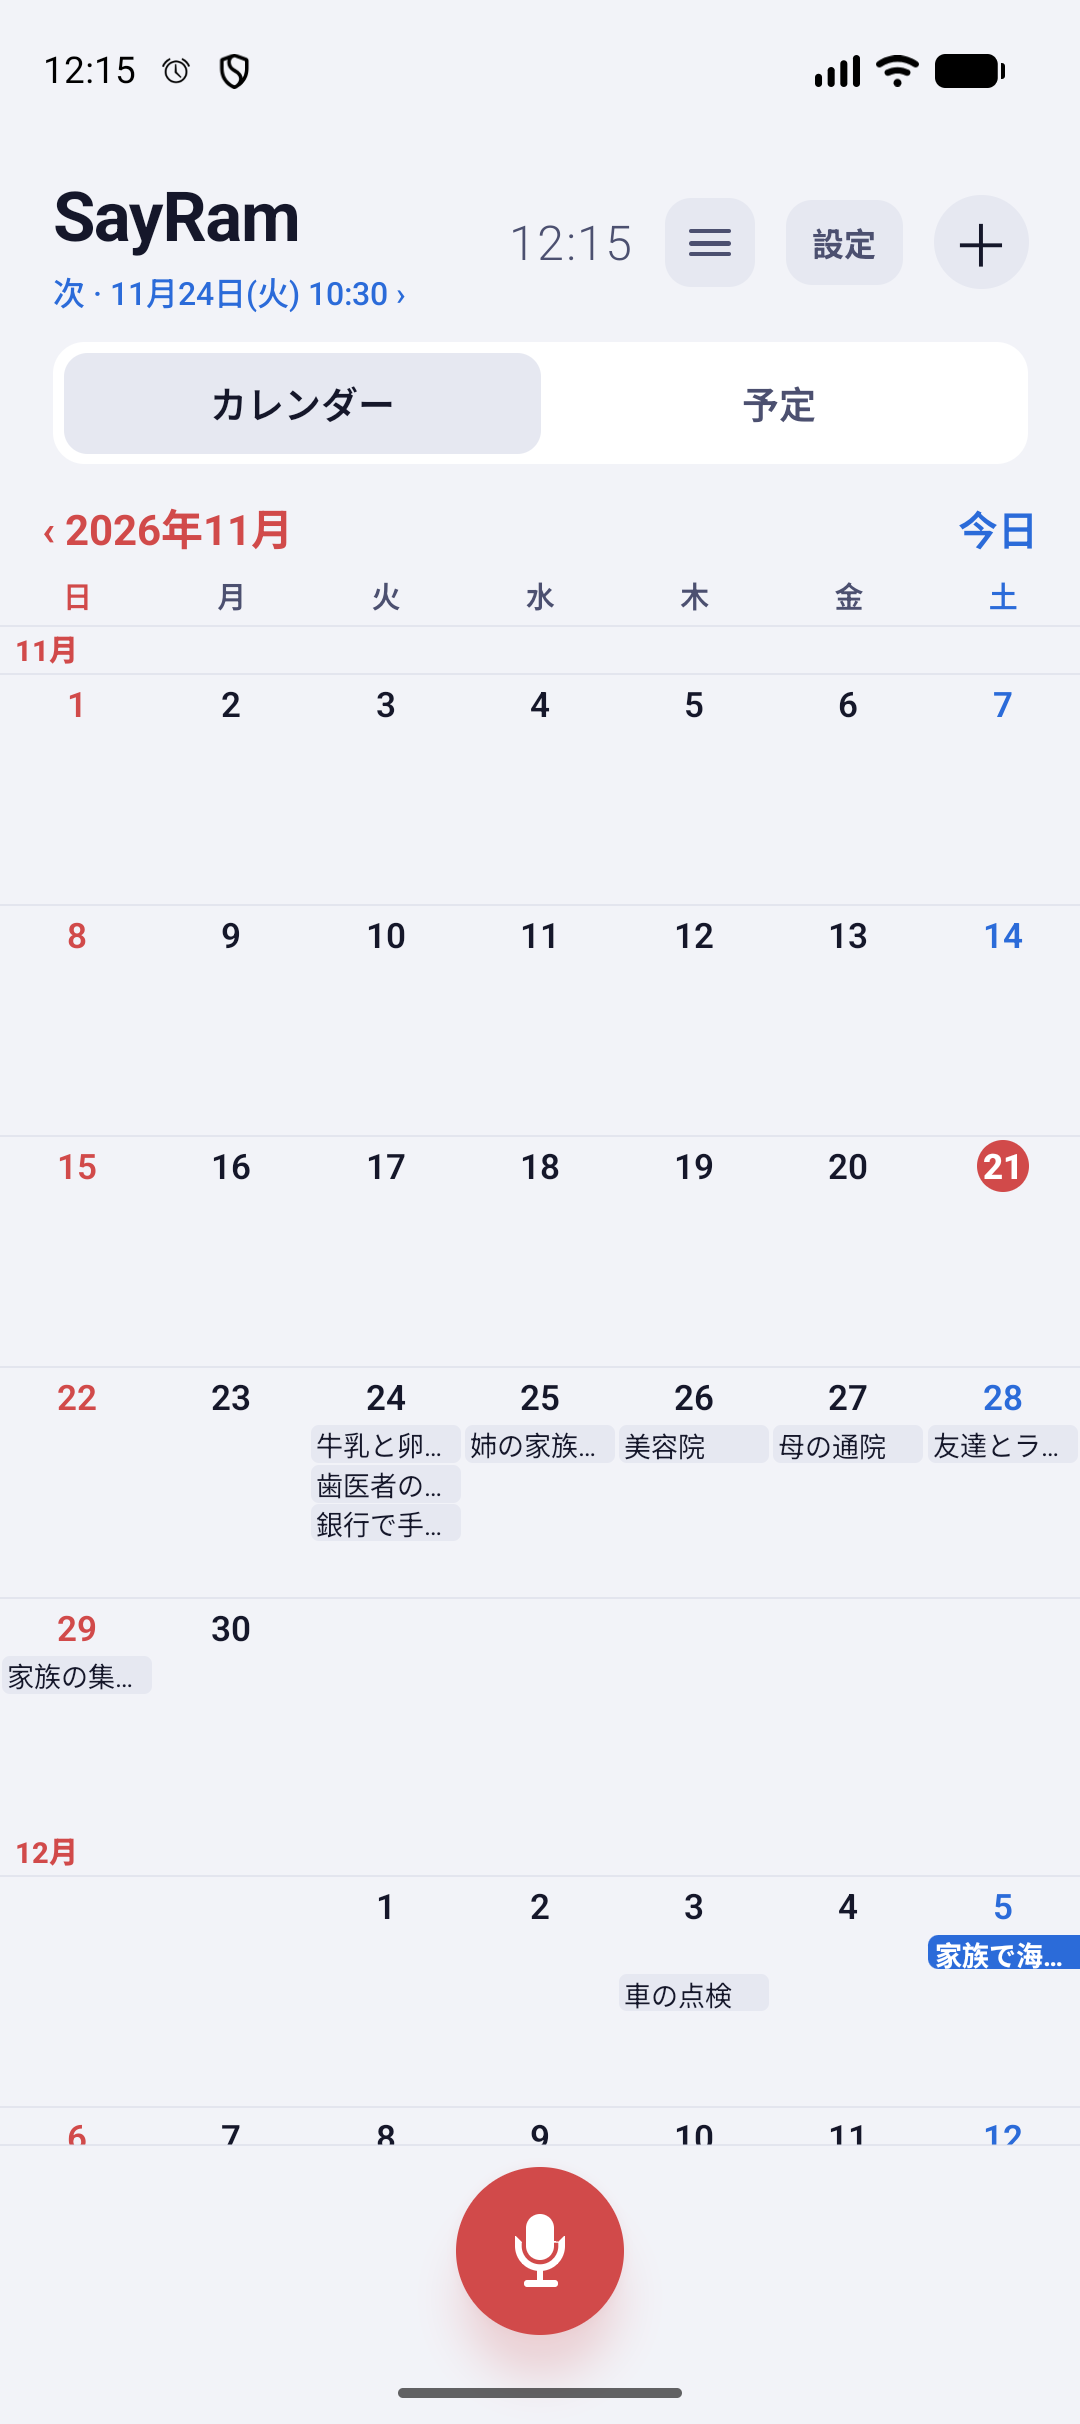 12:15
SayRam
12:15
設定
次 · 11月24日(火) 10:30 ›
カレンダー
予定
‹ 2026年11月
今日
日 月 火 水 木 金 土
11月
1 2 3 4 5 6 7
8 9 10 11 12 13 14
15 16 17 18 19 20 21
22 23 24 25 26 27 28
牛乳と卵... 姉の家族... 美容院 母の通院 友達とラ...
歯医者の...
銀行で手...
29 30
家族の集...
12月
1 2 3 4 5
家族で海...
車の点検
6 7 8 9 10 11 12